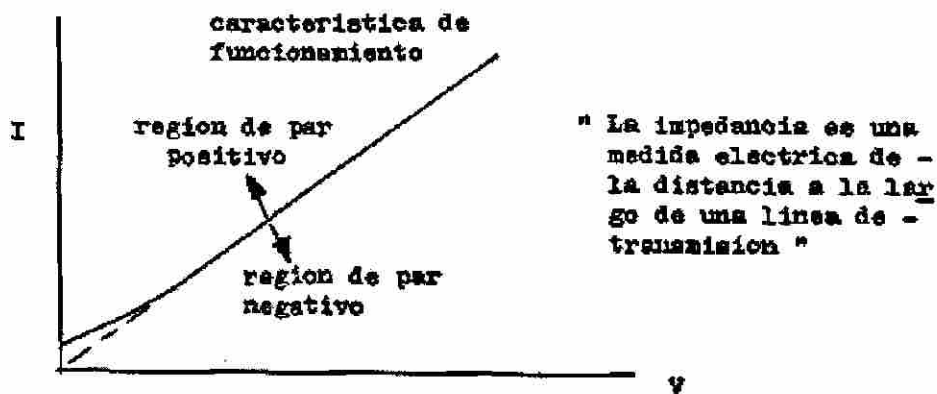 caracteristica de
funcionamiento
I
region de par
positivo
region de par
negativo
V
" La impedancia es una
medida electrica de -
la distancia a la lar
go de una linea de -
transmision "